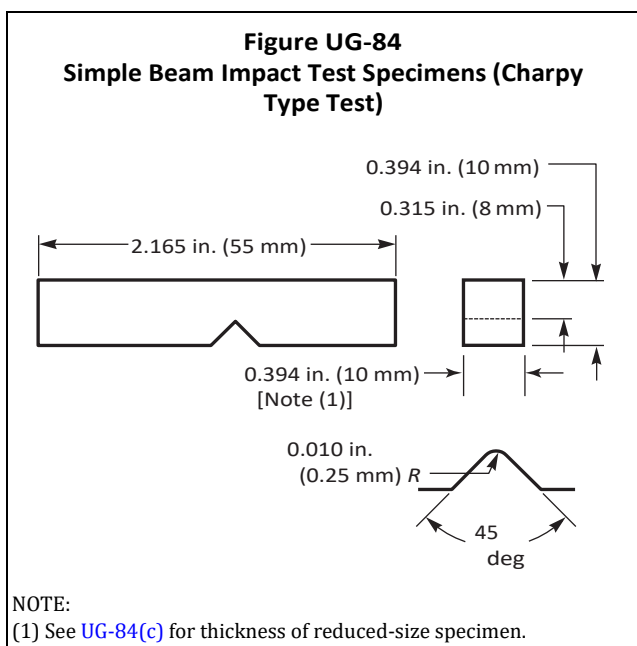 Figure UG-84
Simple Beam Impact Test Specimens (Charpy
Type Test)
0.394 in. (10 mm)
0.315 in. (8 mm)
2.165 in. (55 mm)
0.394 in. (10 mm)
[Note (1)]
0.010 in.
(0.25 mm) R
45
deg
NOTE:
(1) See UG-84(c) for thickness of reduced-size specimen.